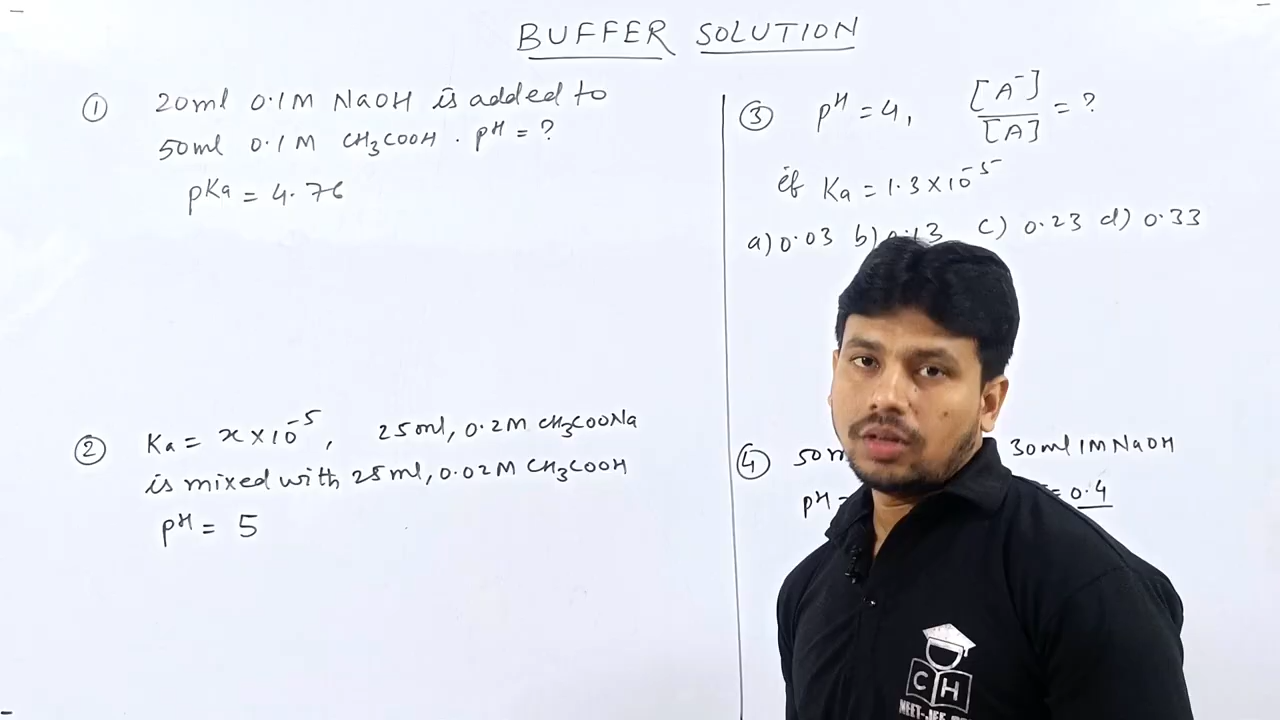 BUFFER SOLUTION
① 20ml 0.1M NaOH is added to
50ml 0.1M CH₃COOH. pH = ?
pKa = 4.76
② Ka = x×10⁻⁵, 25ml, 0.2M CH₃COONa
is mixed with 25ml, 0.02M CH₃COOH
pH = 5
③ pH = 4, [A⁻]/[A] = ?
if Ka = 1.3×10⁻⁵
a) 0.03 b) c) 0.23 d) 0.33
④ 30ml 1M NaOH
pH = = 0.4
CH